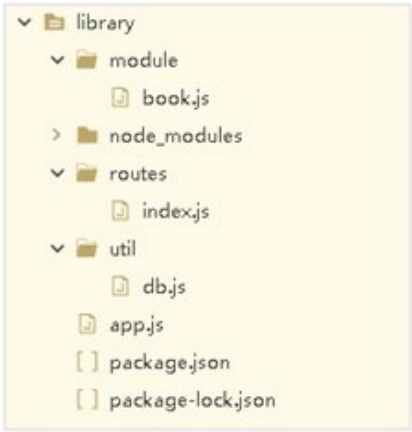 library
module
book.js
node_modules
routes
index.js
util
db.js
app.js
package.json
package-lock.json